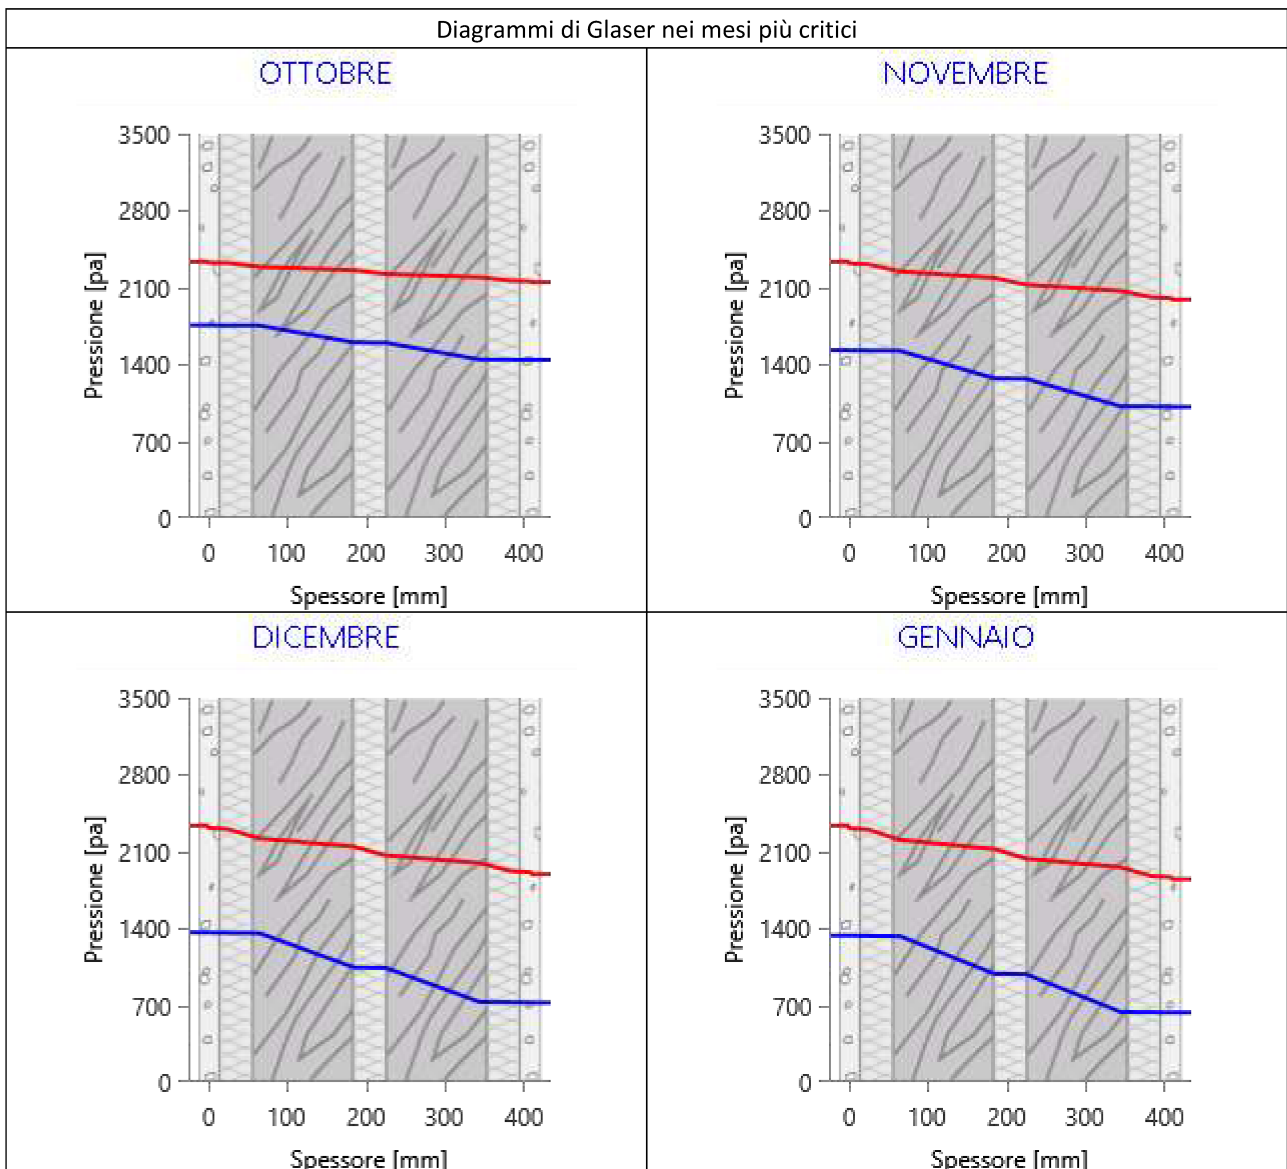 Diagrammi di Glaser nei mesi più critici
OTTOBRE
3500
2800
2100
1400
700
0
Pressione [pa]
0 100 200 300 400
Spessore [mm]
NOVEMBRE
3500
2800
2100
1400
700
0
Pressione [pa]
0 100 200 300 400
Spessore [mm]
DICEMBRE
3500
2800
2100
1400
700
0
Pressione [pa]
0 100 200 300 400
Spessore [mm]
GENNAIO
3500
2800
2100
1400
700
0
Pressione [pa]
0 100 200 300 400
Spessore [mm]